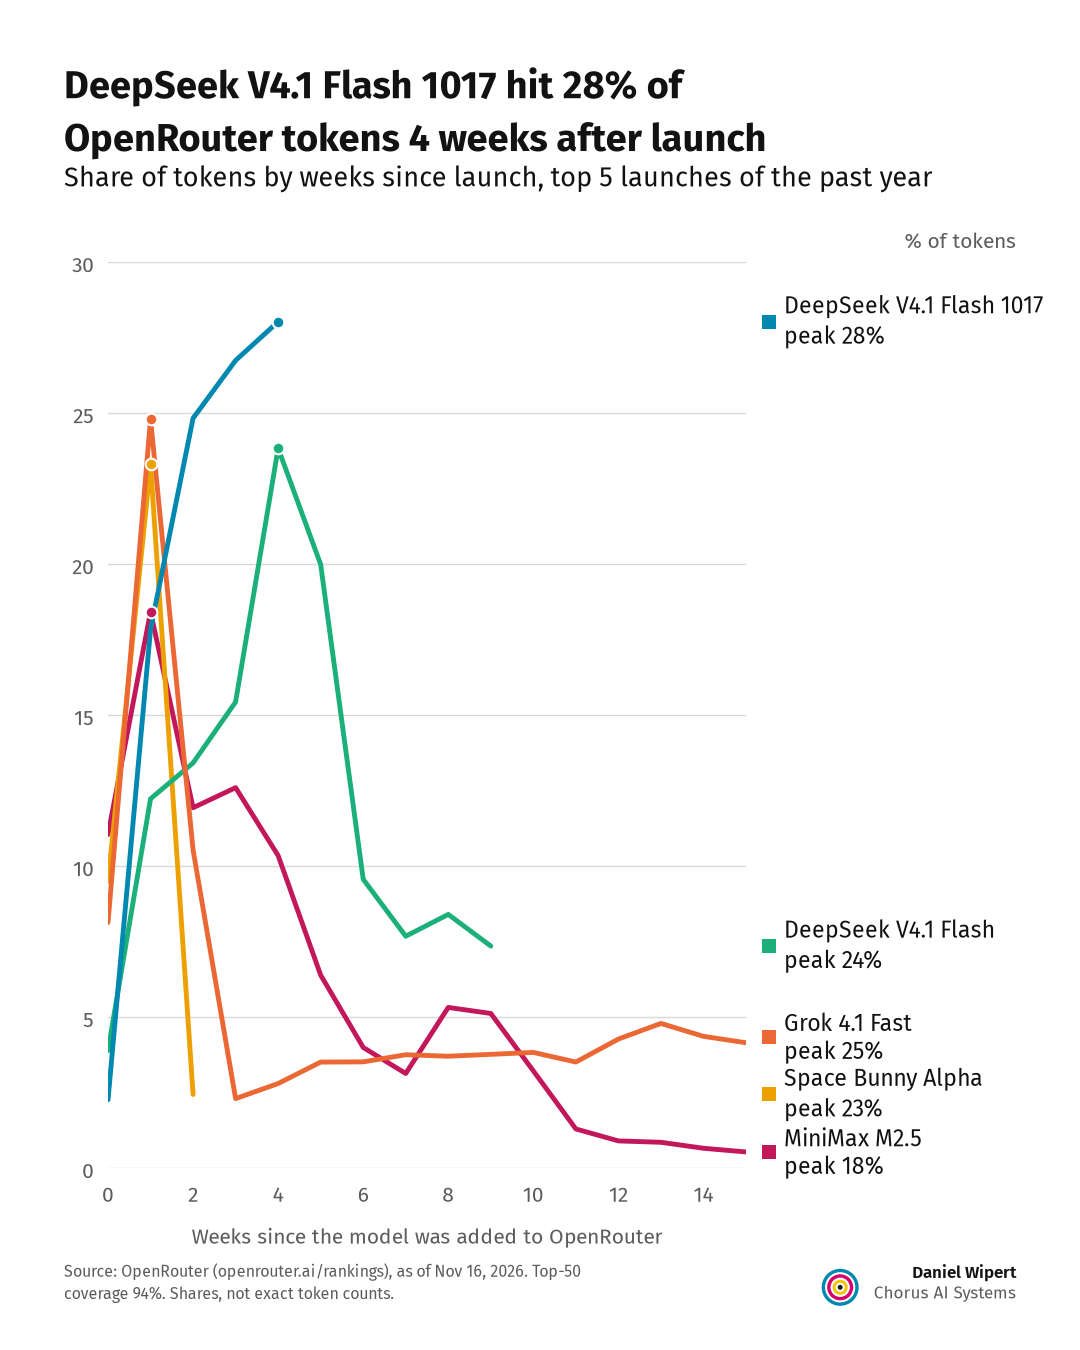 DeepSeek V4.1 Flash 1017 hit 28% of
OpenRouter tokens 4 weeks after launch
Share of tokens by weeks since launch, top 5 launches of the past year
% of tokens
30
25
20
15
10
5
0
DeepSeek V4.1 Flash 1017
peak 28%
DeepSeek V4.1 Flash
peak 24%
Grok 4.1 Fast
peak 25%
Space Bunny Alpha
peak 23%
MiniMax M2.5
peak 18%
0 2 4 6 8 10 12 14
Weeks since the model was added to OpenRouter
Source: OpenRouter (openrouter.ai/rankings), as of Nov 16, 2026. Top-50
coverage 94%. Shares, not exact token counts.
Daniel Wipert
Chorus AI Systems